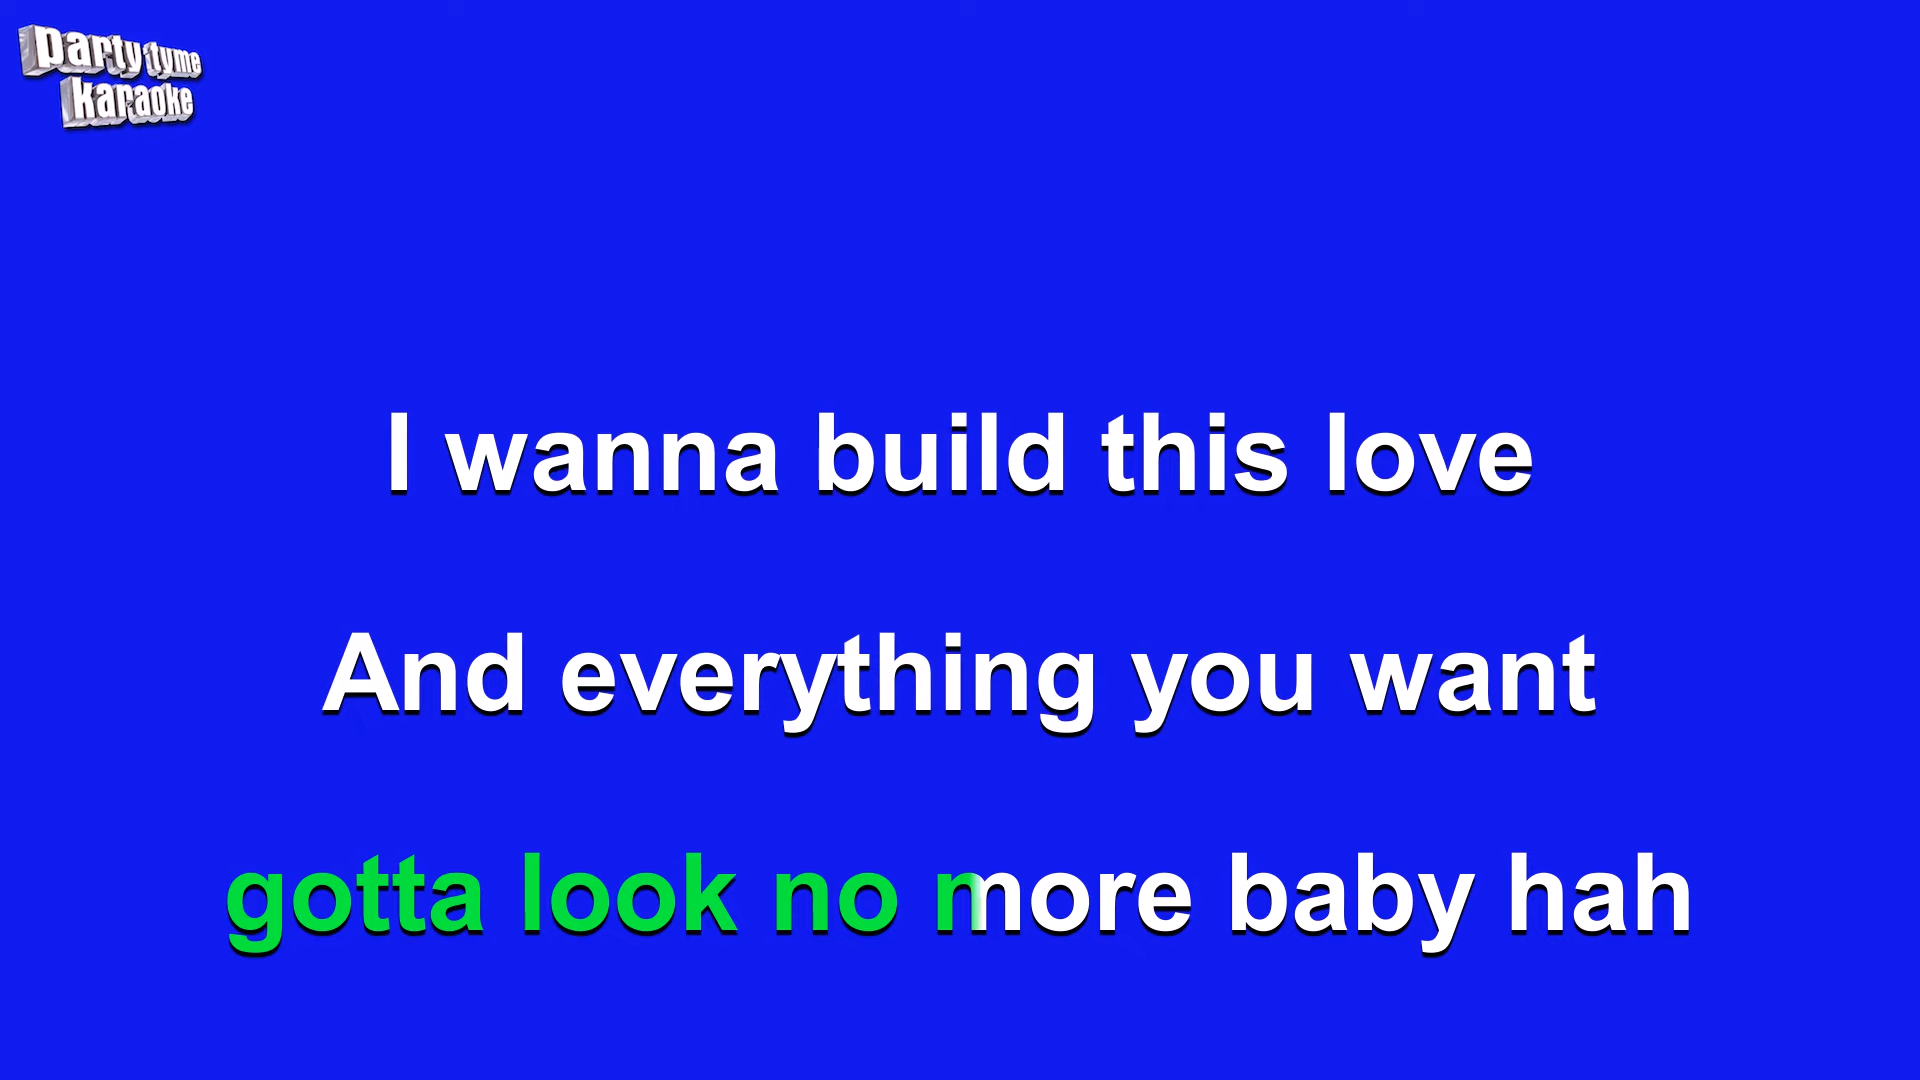 party tyme
karaoke
I wanna build this love
And everything you want
gotta look no more baby hah